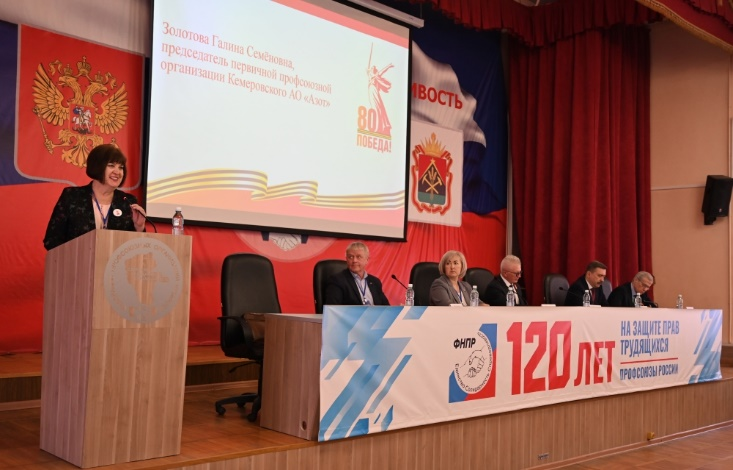 Золотова Галина Семёновна,
председатель первичной профсоюзной
организации Кемеровского АО «Азот»
80
ПОБЕДА!
ИВОСТЬ
ФНПР
120 ЛЕТ
НА ЗАЩИТЕ ПРАВ
ТРУДЯЩИХСЯ
ПРОФСОЮЗЫ РОССИИ